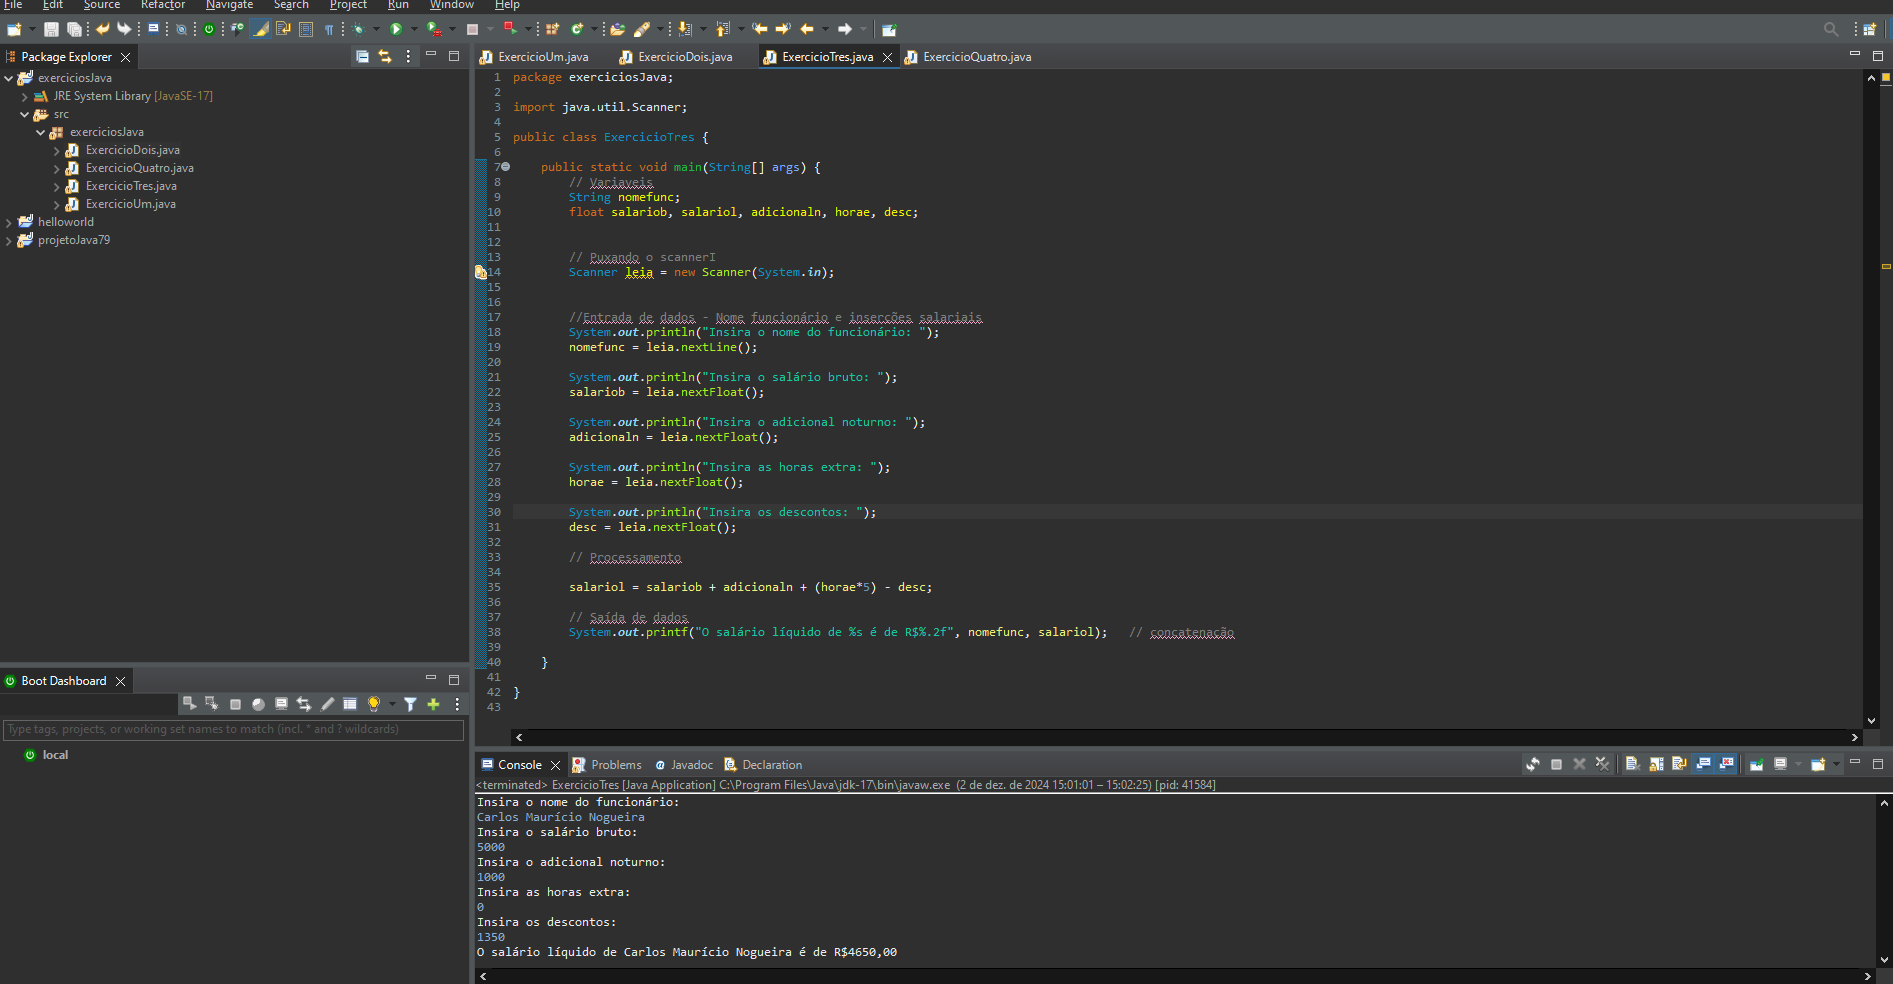 File Edit Source Refactor Navigate Search Project Run Window Help
Package Explorer
exerciciosJava
JRE System Library [JavaSE-17]
src
exerciciosJava
ExercicioDois.java
ExercicioQuatro.java
ExercicioTres.java
ExercicioUm.java
helloworld
projetoJava79
Boot Dashboard
Type tags, projects, or working set names to match (incl. * and ? wildcards)
local
ExercicioUm.java ExercicioDois.java ExercicioTres.java ExercicioQuatro.java
1 package exerciciosJava;
2
3 import java.util.Scanner;
4
5 public class ExercicioTres {
6
7 public static void main(String[] args) {
8 // Variaveis
9 String nomefunc;
10 float salariob, salariol, adicionaln, horae, desc;
11
12
13 // Puxando o scannerI
14 Scanner leia = new Scanner(System.in);
15
16
17 //Entrada de dados - Nome funcionário e inserções salariais
18 System.out.println("Insira o nome do funcionário: ");
19 nomefunc = leia.nextLine();
20
21 System.out.println("Insira o salário bruto: ");
22 salariob = leia.nextFloat();
23
24 System.out.println("Insira o adicional noturno: ");
25 adicionaln = leia.nextFloat();
26
27 System.out.println("Insira as horas extra: ");
28 horae = leia.nextFloat();
29
30 System.out.println("Insira os descontos: ");
31 desc = leia.nextFloat();
32
33 // Processamento
34
35 salariol = salariob + adicionaln + (horae*5) - desc;
36
37 // Saída de dados
38 System.out.printf("O salário líquido de %s é de R$%.2f", nomefunc, salariol); // concatenação
39
40 }
41
42 }
43
Console Problems Javadoc Declaration
<terminated> ExercicioTres [Java Application] C:\Program Files\Java\jdk-17\bin\javaw.exe (2 de dez. de 2024 15:01:01 – 15:02:25) [pid: 41584]
Insira o nome do funcionário:
Carlos Maurício Nogueira
Insira o salário bruto:
5000
Insira o adicional noturno:
1000
Insira as horas extra:
0
Insira os descontos:
1350
O salário líquido de Carlos Maurício Nogueira é de R$4650,00